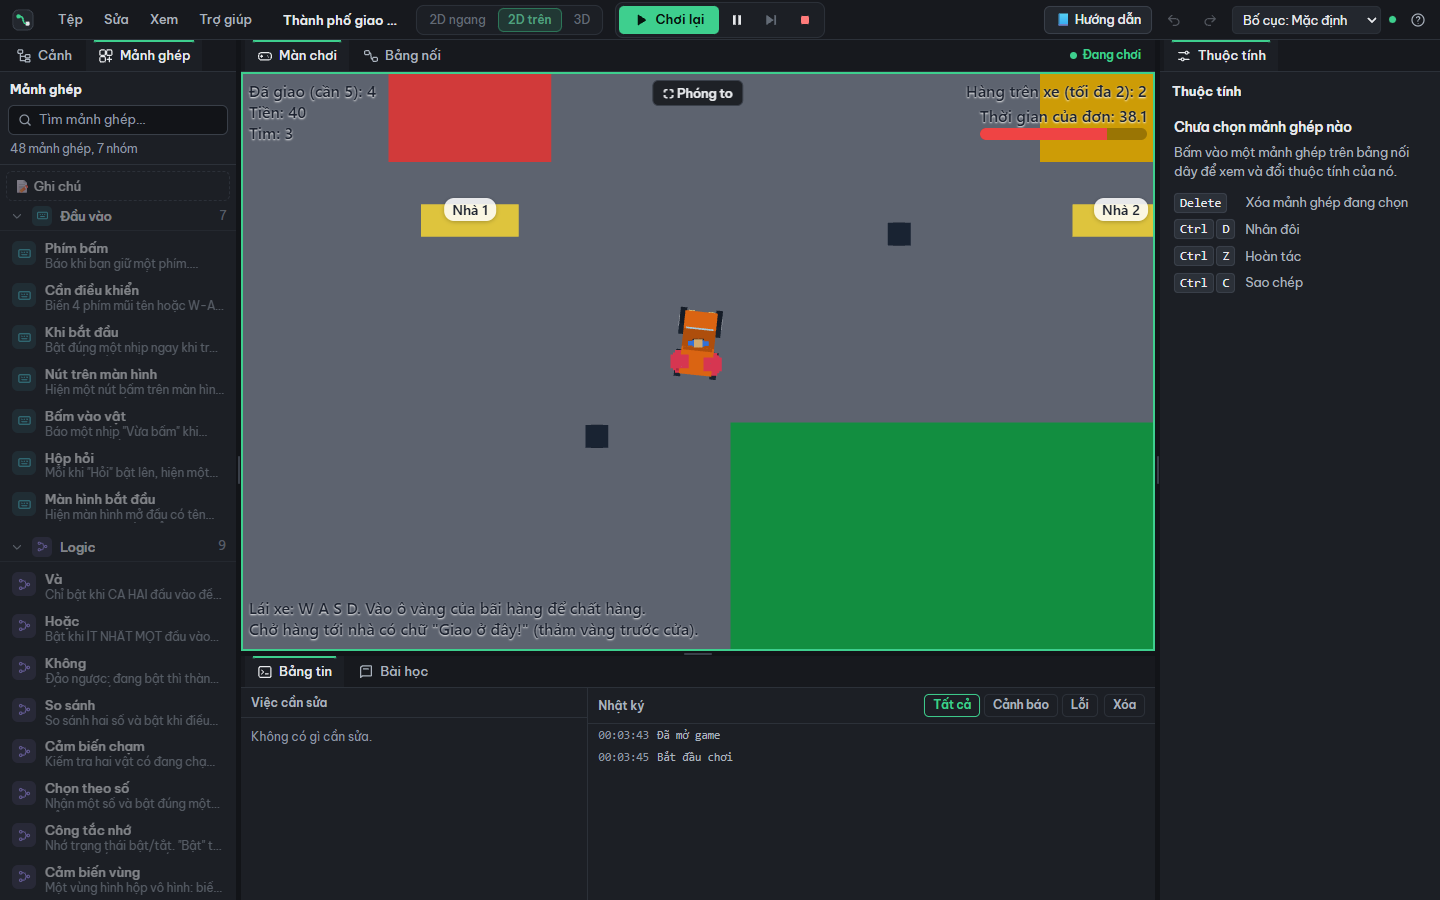 Tệp Sửa Xem Trợ giúp Thành phố giao ... 2D ngang 2D trên 3D Chơi lại Hướng dẫn Bố cục: Mặc định
Cảnh Mảnh ghép
Màn chơi Bảng nối Đang chơi
Thuộc tính
Mảnh ghép
Tìm mảnh ghép...
48 mảnh ghép, 7 nhóm
Ghi chú
Đầu vào 7
Phím bấm
Báo khi bạn giữ một phím....
Cần điều khiển
Biến 4 phím mũi tên hoặc W-A...
Khi bắt đầu
Bật đúng một nhịp ngay khi tr...
Nút trên màn hình
Hiện một nút bấm trên màn hìn...
Bấm vào vật
Báo một nhịp "Vừa bấm" khi...
Hộp hỏi
Mỗi khi "Hỏi" bật lên, hiện một...
Màn hình bắt đầu
Hiện màn hình mở đầu có tên...
Logic 9
Và
Chỉ bật khi CẢ HAI đầu vào đề...
Hoặc
Bật khi ÍT NHẤT MỘT đầu vào...
Không
Đảo ngược: đang bật thì thàn...
So sánh
So sánh hai số và bật khi điều...
Cảm biến chạm
Kiểm tra hai vật có đang chạ...
Chọn theo số
Nhận một số và bật đúng một...
Công tắc nhớ
Nhớ trạng thái bật/tắt. "Bật" t...
Cảm biến vùng
Một vùng hình hộp vô hình: biế...
Đã giao (cần 5): 4
Tiền: 40
Tim: 3
Phóng to
Hàng trên xe (tối đa 2): 2
Thời gian của đơn: 38.1
Nhà 1
Nhà 2
Lái xe: W A S D. Vào ô vàng của bãi hàng để chất hàng.
Chở hàng tới nhà có chữ "Giao ở đây!" (thảm vàng trước cửa).
Bảng tin Bài học
Việc cần sửa
Không có gì cần sửa.
Nhật ký Tất cả Cảnh báo Lỗi Xóa
00:03:43 Đã mở game
00:03:45 Bắt đầu chơi
Thuộc tính
Chưa chọn mảnh ghép nào
Bấm vào một mảnh ghép trên bảng nối
dây để xem và đổi thuộc tính của nó.
Delete Xóa mảnh ghép đang chọn
Ctrl D Nhân đôi
Ctrl Z Hoàn tác
Ctrl C Sao chép